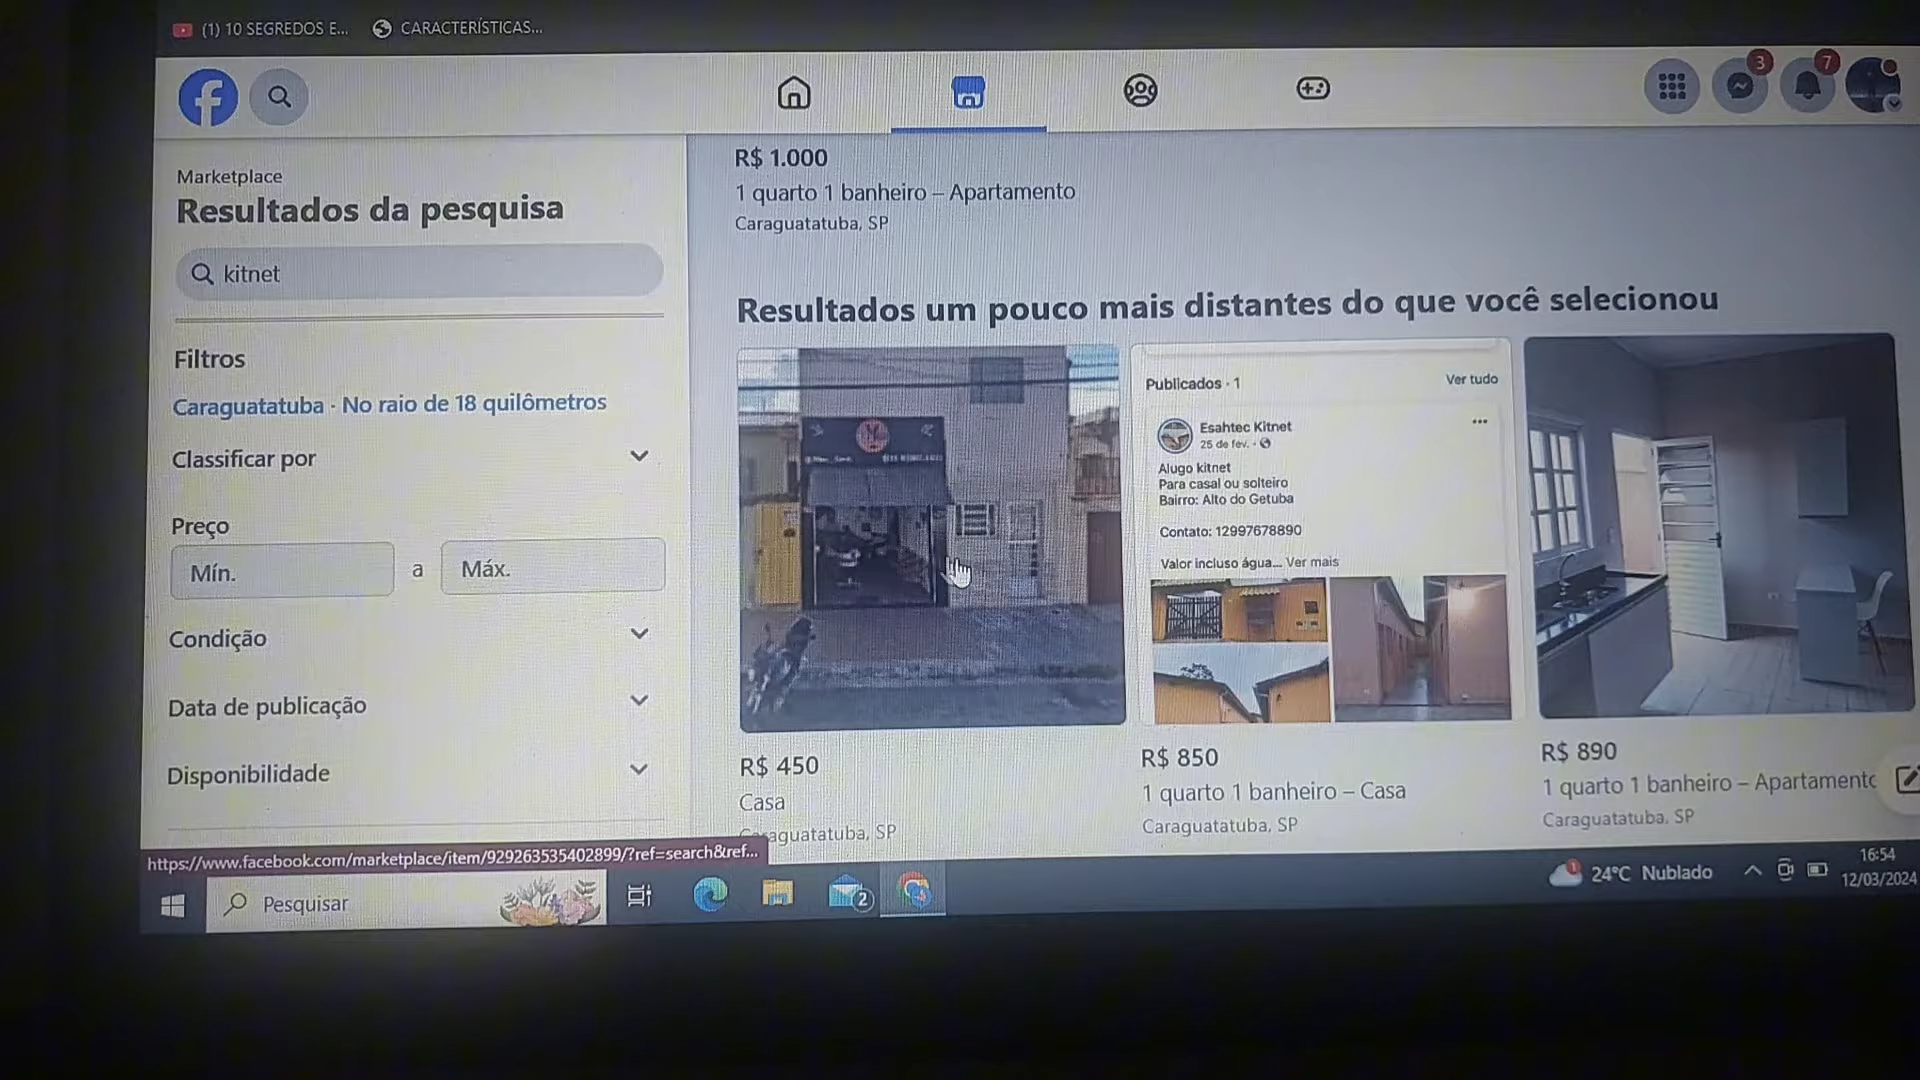 (1) 10 SEGREDOS E...
CARACTERÍSTICAS...
3
7
Marketplace
Resultados da pesquisa
kitnet
Filtros
Caraguatatuba · No raio de 18 quilômetros
Classificar por
Preço
Mín.
a
Máx.
Condição
Data de publicação
Disponibilidade
R$ 1.000
1 quarto 1 banheiro – Apartamento
Caraguatatuba, SP
Resultados um pouco mais distantes do que você selecionou
Publicados · 1
Ver tudo
Esahtec Kitnet
25 de fev. ·
Alugo kitnet
Para casal ou solteiro
Bairro: Alto do Getuba
Contato: 12997678890
Valor incluso água... Ver mais
R$ 450
Casa
Caraguatatuba, SP
R$ 850
1 quarto 1 banheiro – Casa
Caraguatatuba, SP
R$ 890
1 quarto 1 banheiro – Apartamento
Caraguatatuba, SP
https://www.facebook.com/marketplace/item/929263535402899/?ref=search&ref...
Pesquisar
2
1
24°C Nublado
16:54
12/03/2024